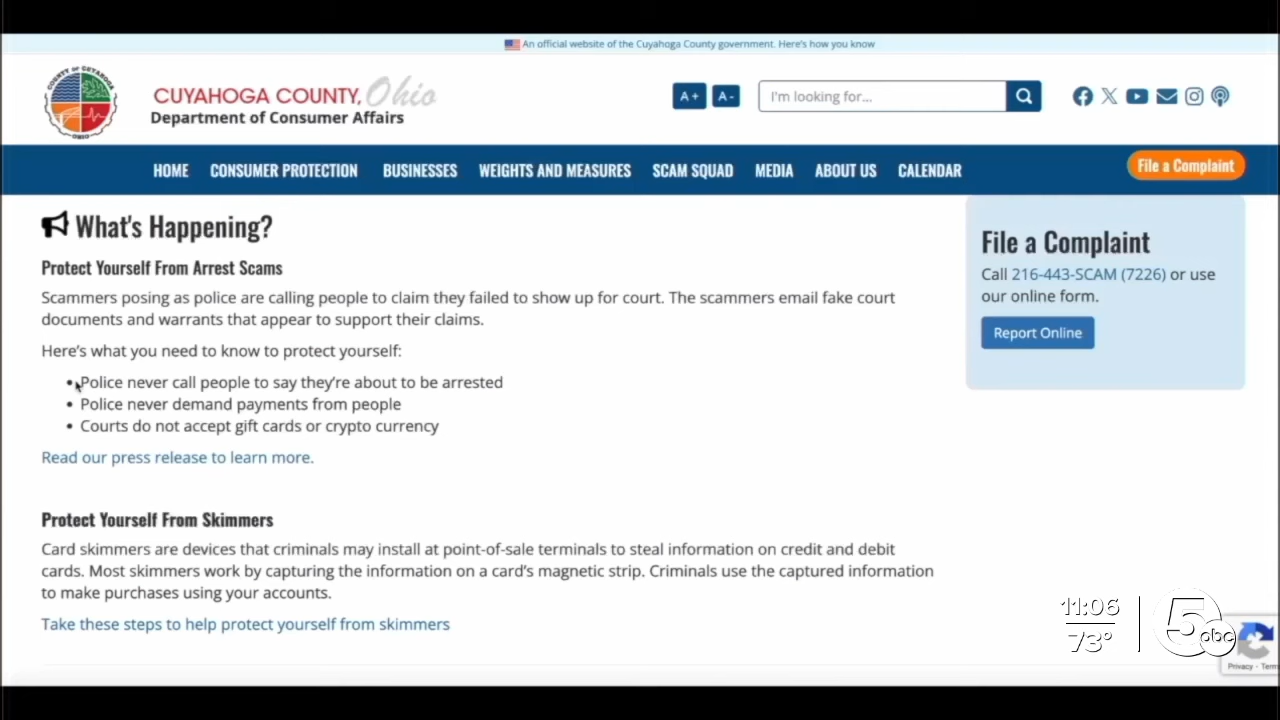 An official website of the Cuyahoga County government. Here's how you know
COUNTY OF CUYAHOGA
OHIO
CUYAHOGA COUNTY, Ohio
Department of Consumer Affairs
A+
A-
I'm looking for...
HOME
CONSUMER PROTECTION
BUSINESSES
WEIGHTS AND MEASURES
SCAM SQUAD
MEDIA
ABOUT US
CALENDAR
File a Complaint
What's Happening?
Protect Yourself From Arrest Scams
Scammers posing as police are calling people to claim they failed to show up for court. The scammers email fake court
documents and warrants that appear to support their claims.
Here's what you need to know to protect yourself:
• Police never call people to say they're about to be arrested
• Police never demand payments from people
• Courts do not accept gift cards or crypto currency
Read our press release to learn more.
Protect Yourself From Skimmers
Card skimmers are devices that criminals may install at point-of-sale terminals to steal information on credit and debit
cards. Most skimmers work by capturing the information on a card's magnetic strip. Criminals use the captured information
to make purchases using your accounts.
Take these steps to help protect yourself from skimmers
File a Complaint
Call 216-443-SCAM (7226) or use
our online form.
Report Online
11:06
73°
5
abc
Privacy - Term